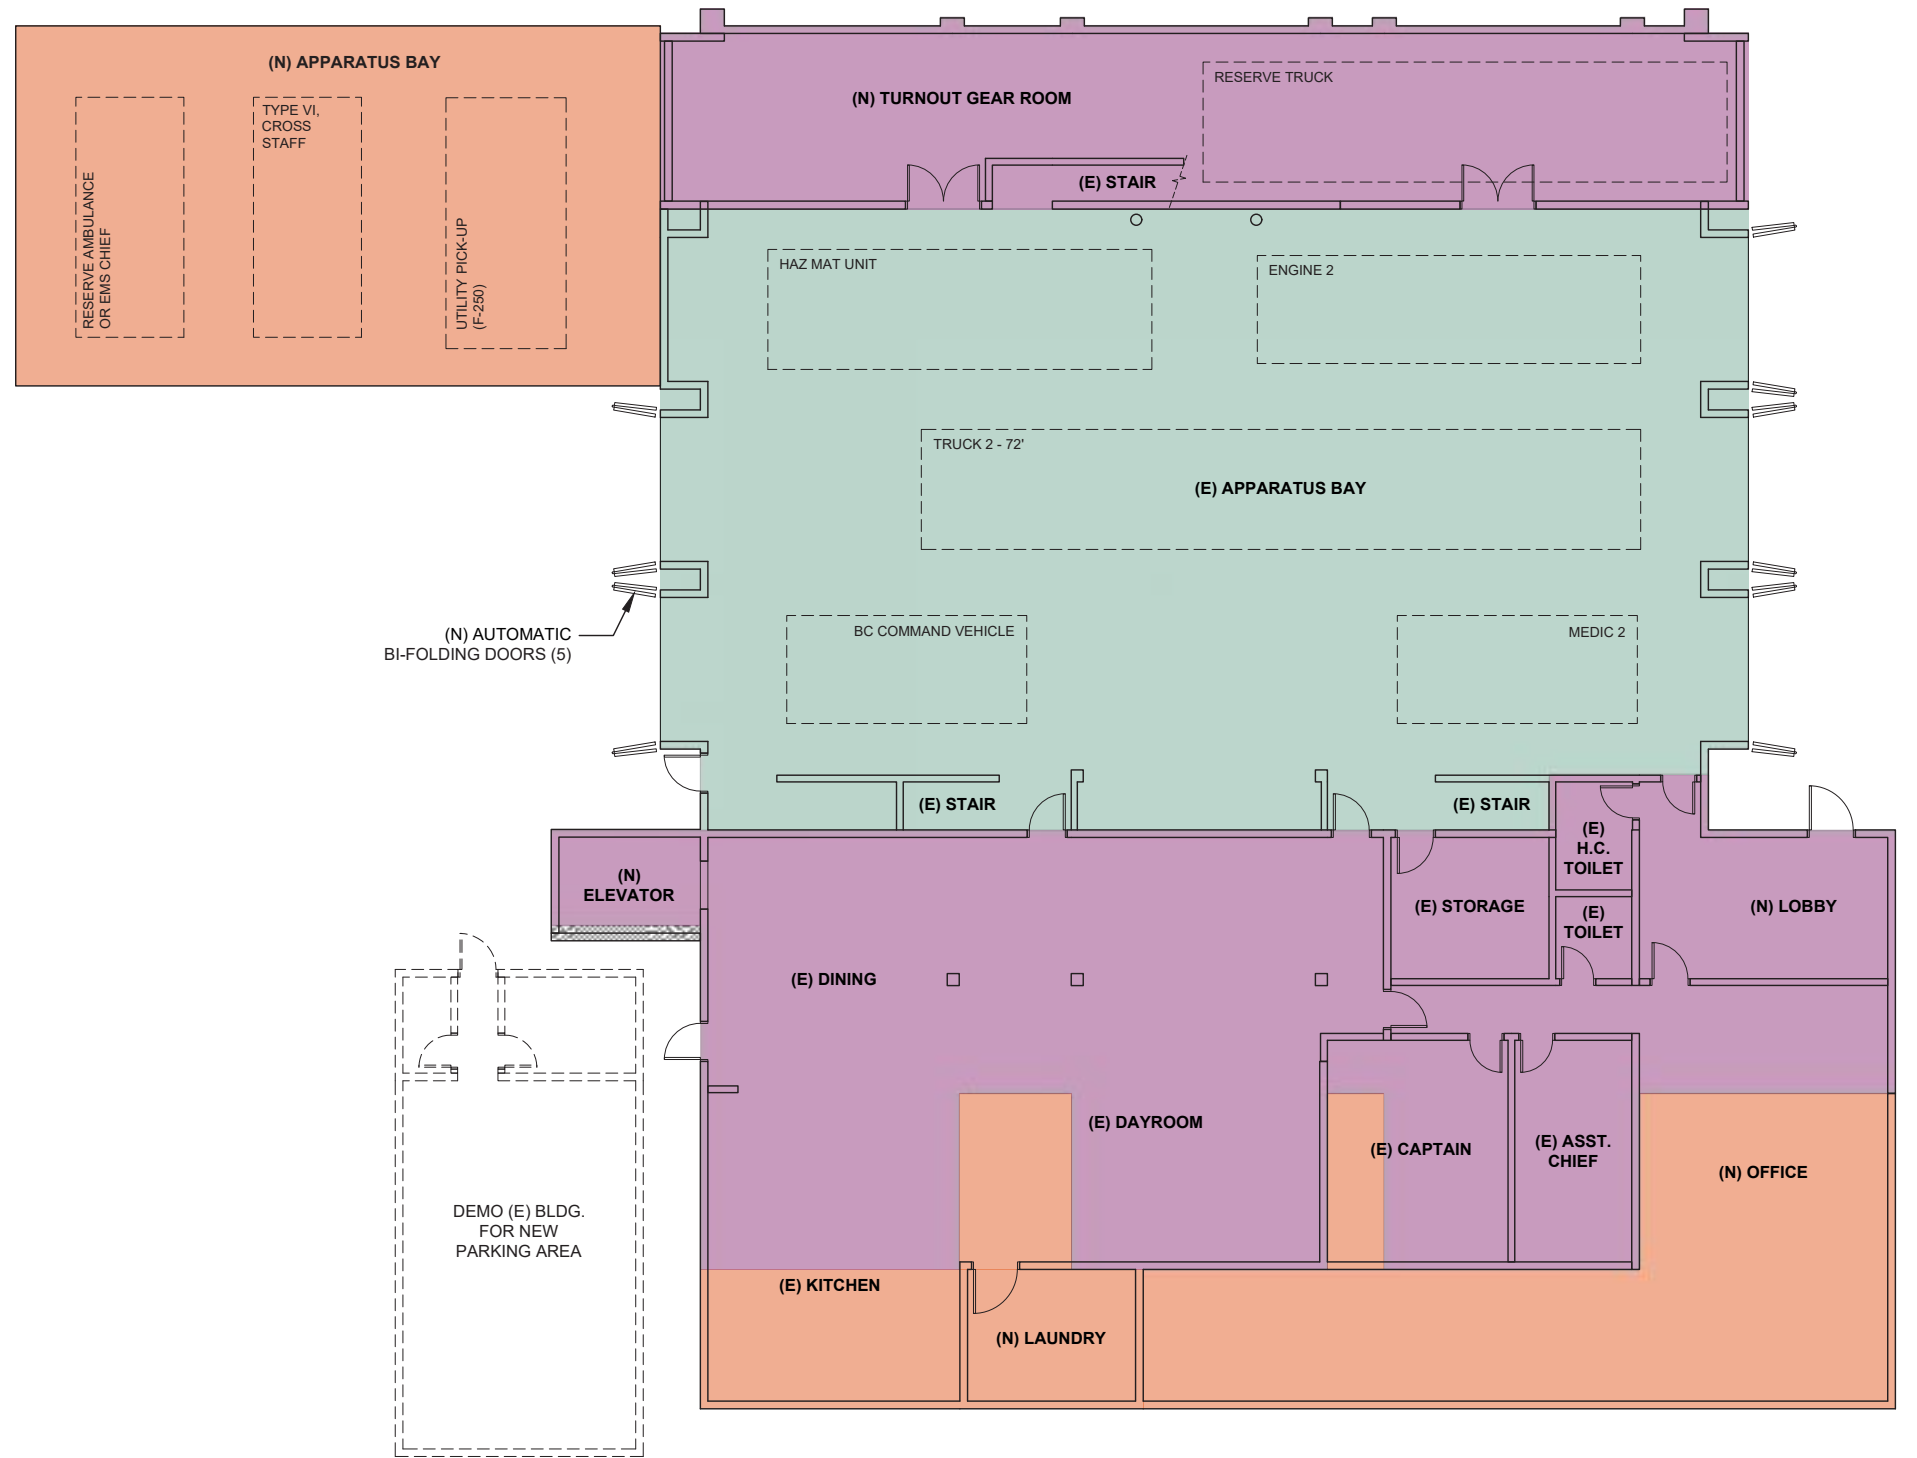 (N) APPARATUS BAY
RESERVE AMBULANCE
OR EMS CHIEF
TYPE VI,
CROSS
STAFF
UTILITY PICK-UP
(F-250)
(N) TURNOUT GEAR ROOM
RESERVE TRUCK
(E) STAIR
HAZ MAT UNIT
ENGINE 2
TRUCK 2 - 72'
(E) APPARATUS BAY
(N) AUTOMATIC
BI-FOLDING DOORS (5)
BC COMMAND VEHICLE
MEDIC 2
(E) STAIR
(E) STAIR
(N)
ELEVATOR
(E)
H.C.
TOILET
(E) STORAGE
(E)
TOILET
(N) LOBBY
(E) DINING
(E) DAYROOM
(E) CAPTAIN
(E) ASST.
CHIEF
(N) OFFICE
DEMO (E) BLDG.
FOR NEW
PARKING AREA
(E) KITCHEN
(N) LAUNDRY